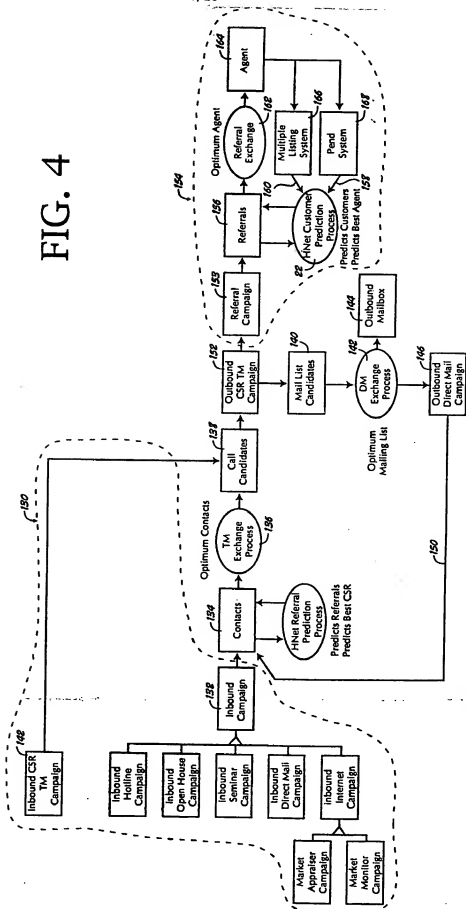 FIG. 4
130
142
Inbound CSR
TM
Campaign
Inbound
Hotline
Campaign
Inbound
Open House
Campaign
Inbound
Seminar
Campaign
Inbound
Direct Mail
Campaign
Inbound
Internet
Campaign
Market
Appraiser
Campaign
Market
Monitor
Campaign
132
Inbound
Campaign
134
Contacts
HNet Referral
Prediction
Process
Predicts Referrals
Predicts Best CSR
Optimum Contacts
TM
Exchange
Process
136
138
Call
Candidates
152
Outbound
CSR TM
Campaign
140
Mail List
Candidates
142
DM
Exchange
Process
Optimum
Mailing List
144
Outbound
Mailbox
146
Outbound
Direct Mail
Campaign
150
153
Referral
Campaign
154
156
Referrals
Optimum Agent
Referral
Exchange
162
164
Agent
Multiple
Listing
System
166
Pend
System
168
160
158
HNet Customer
Prediction
Process
22
Predicts Customers
Predicts Best Agent